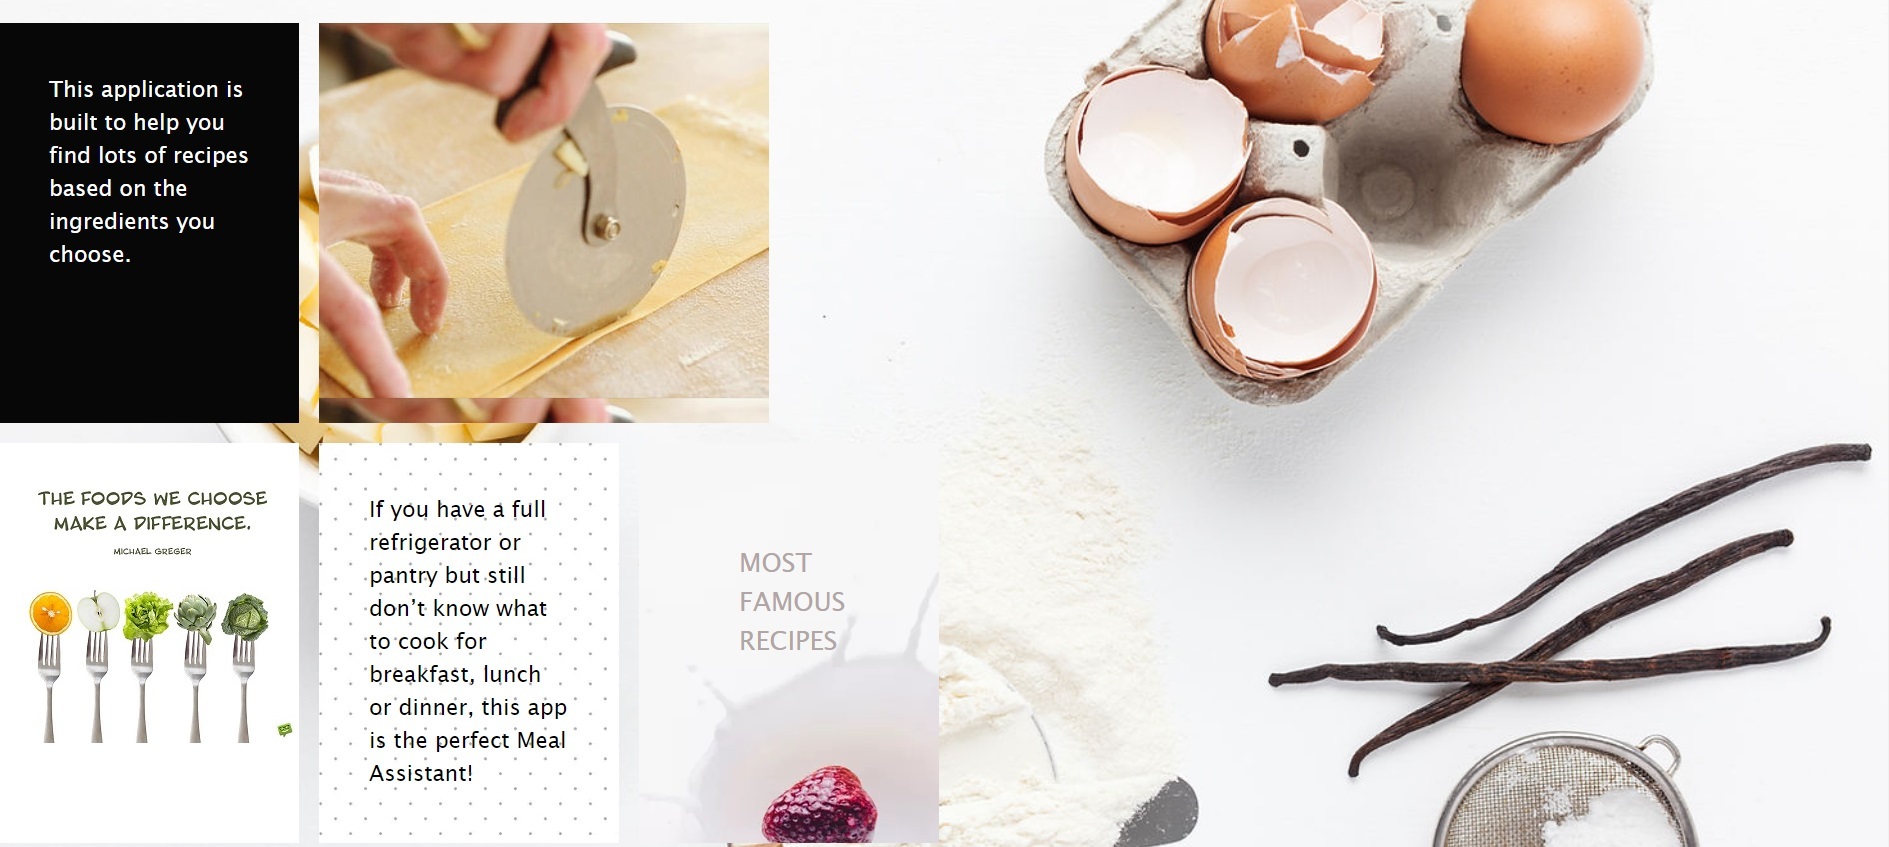 This application is
built to help you
find lots of recipes
based on the
ingredients you
choose.
THE FOODS WE CHOOSE
MAKE A DIFFERENCE.
MICHAEL GREGER
If you have a full
refrigerator or
pantry but still
don’t know what
to cook for
breakfast, lunch
or dinner, this app
is the perfect Meal
Assistant!
MOST
FAMOUS
RECIPES